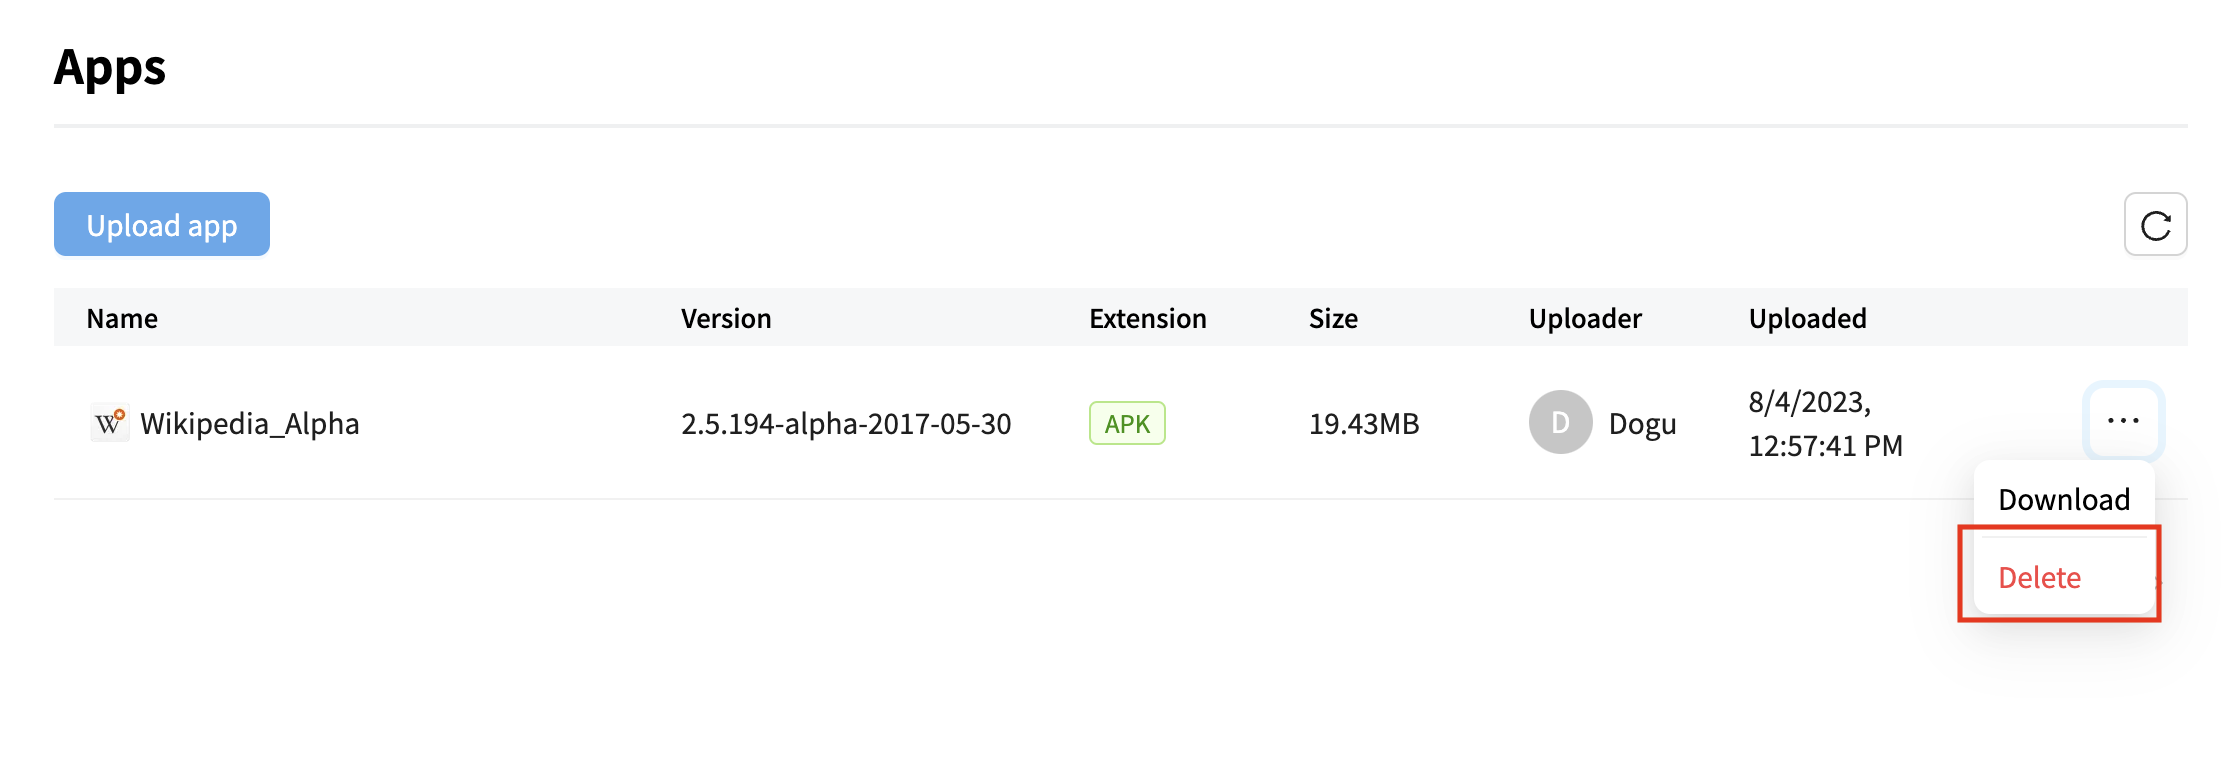 Apps
Upload app
Name Version Extension Size Uploader Uploaded
W Wikipedia_Alpha 2.5.194-alpha-2017-05-30 APK 19.43MB D Dogu 8/4/2023,
12:57:41 PM
Download
Delete